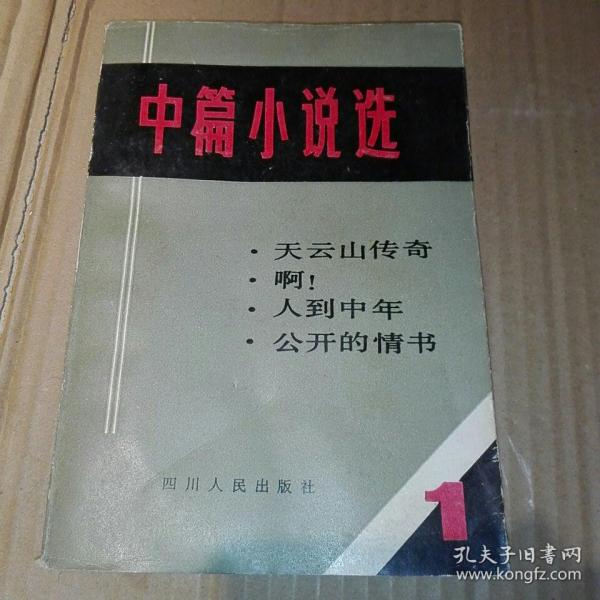 中篇小说选
·天云山传奇
·啊!
·人到中年
·公开的情书
四川人民出版社
1
孔夫子旧書网
www.kongfz.com